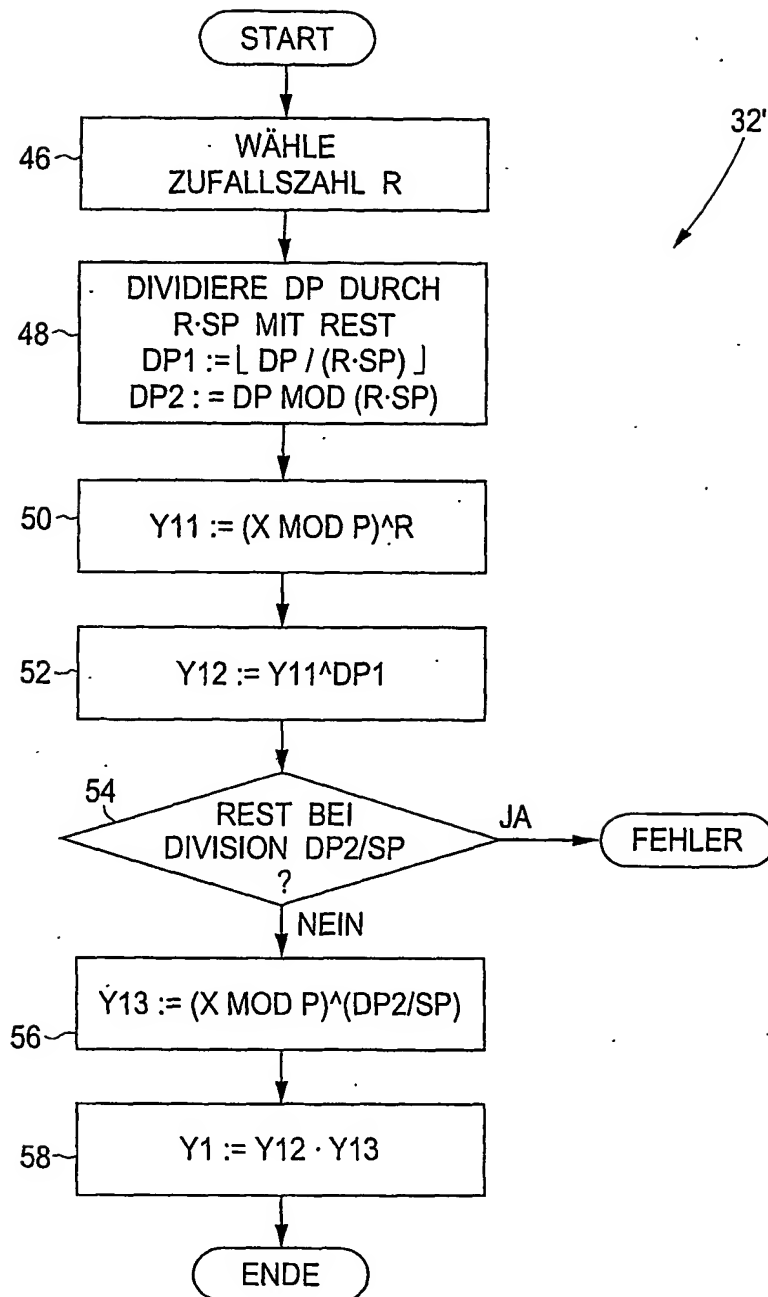 START
32'
46
WÄHLE
ZUFALLSZAHL R
48
DIVIDIERE DP DURCH
R·SP MIT REST
DP1 := ⌊ DP / (R·SP) ⌋
DP2 : = DP MOD (R·SP)
50
Y11 := (X MOD P)^R
52
Y12 := Y11^DP1
54
REST BEI
DIVISION DP2/SP
?
JA
FEHLER
NEIN
56
Y13 := (X MOD P)^(DP2/SP)
58
Y1 := Y12 · Y13
ENDE